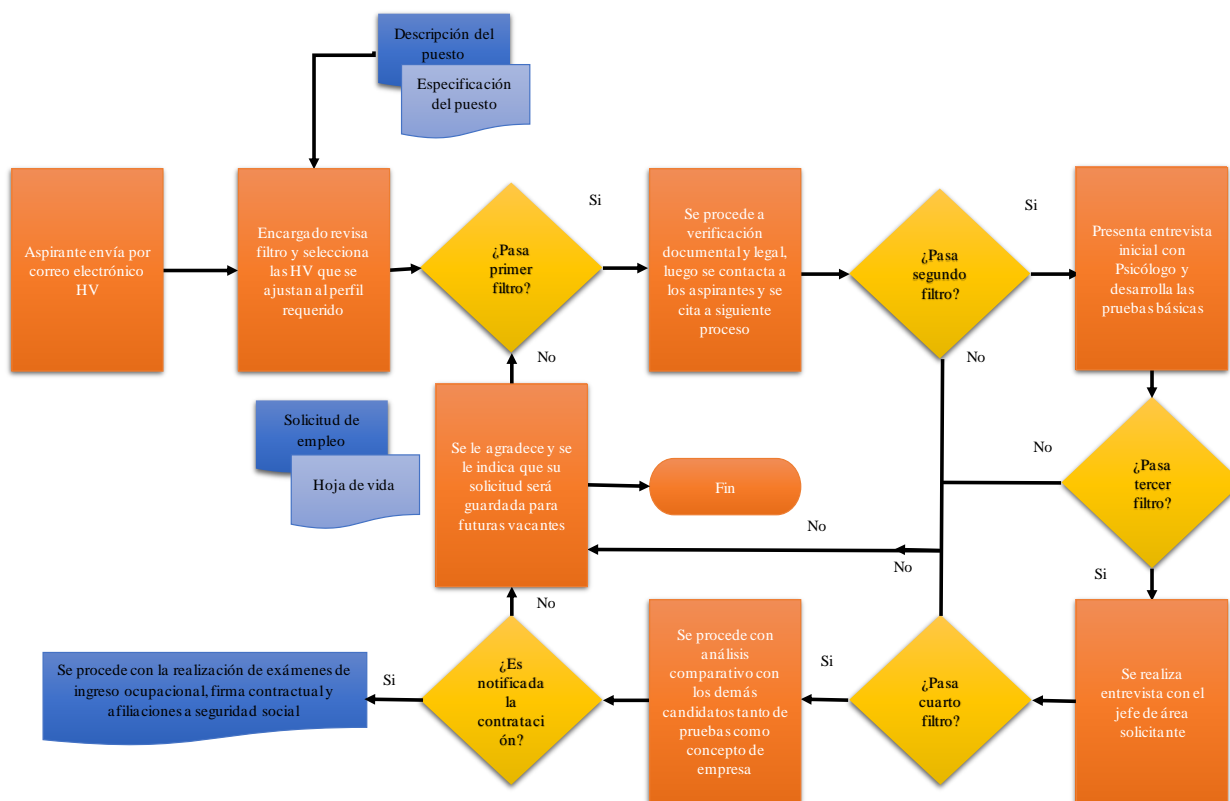 Descripción del
puesto
Especificación
del puesto
Aspirante envía por
correo electrónico
HV
Encargado revisa
filtro y selecciona
las HV que se
ajustan al perfil
requerido
¿Pasa
primer
filtro?
Si
Se procede a
verificación
documental y legal,
luego se contacta a
los aspirantes y se
cita a siguiente
proceso
¿Pasa
segundo
filtro?
Si
Presenta entrevista
inicial con
Psicólogo y
desarrolla las
pruebas básicas
No
No
Solicitud de
empleo
Hoja de vida
Se le agradece y se
le indica que su
solicitud será
guardada para
futuras vacantes
Fin
No
¿Pasa
tercer
filtro?
No
No
Si
No
Se procede con la realización de exámenes de
ingreso ocupacional, firma contractual y
afiliaciones a seguridad social
Si
¿Es
notificada
la
contrataci
ón?
Se procede con
análisis
comparativo con
los demás
candidatos tanto de
pruebas como
concepto de
empresa
Si
¿Pasa
cuarto
filtro?
Se realiza
entrevista con el
jefe de área
solicitante